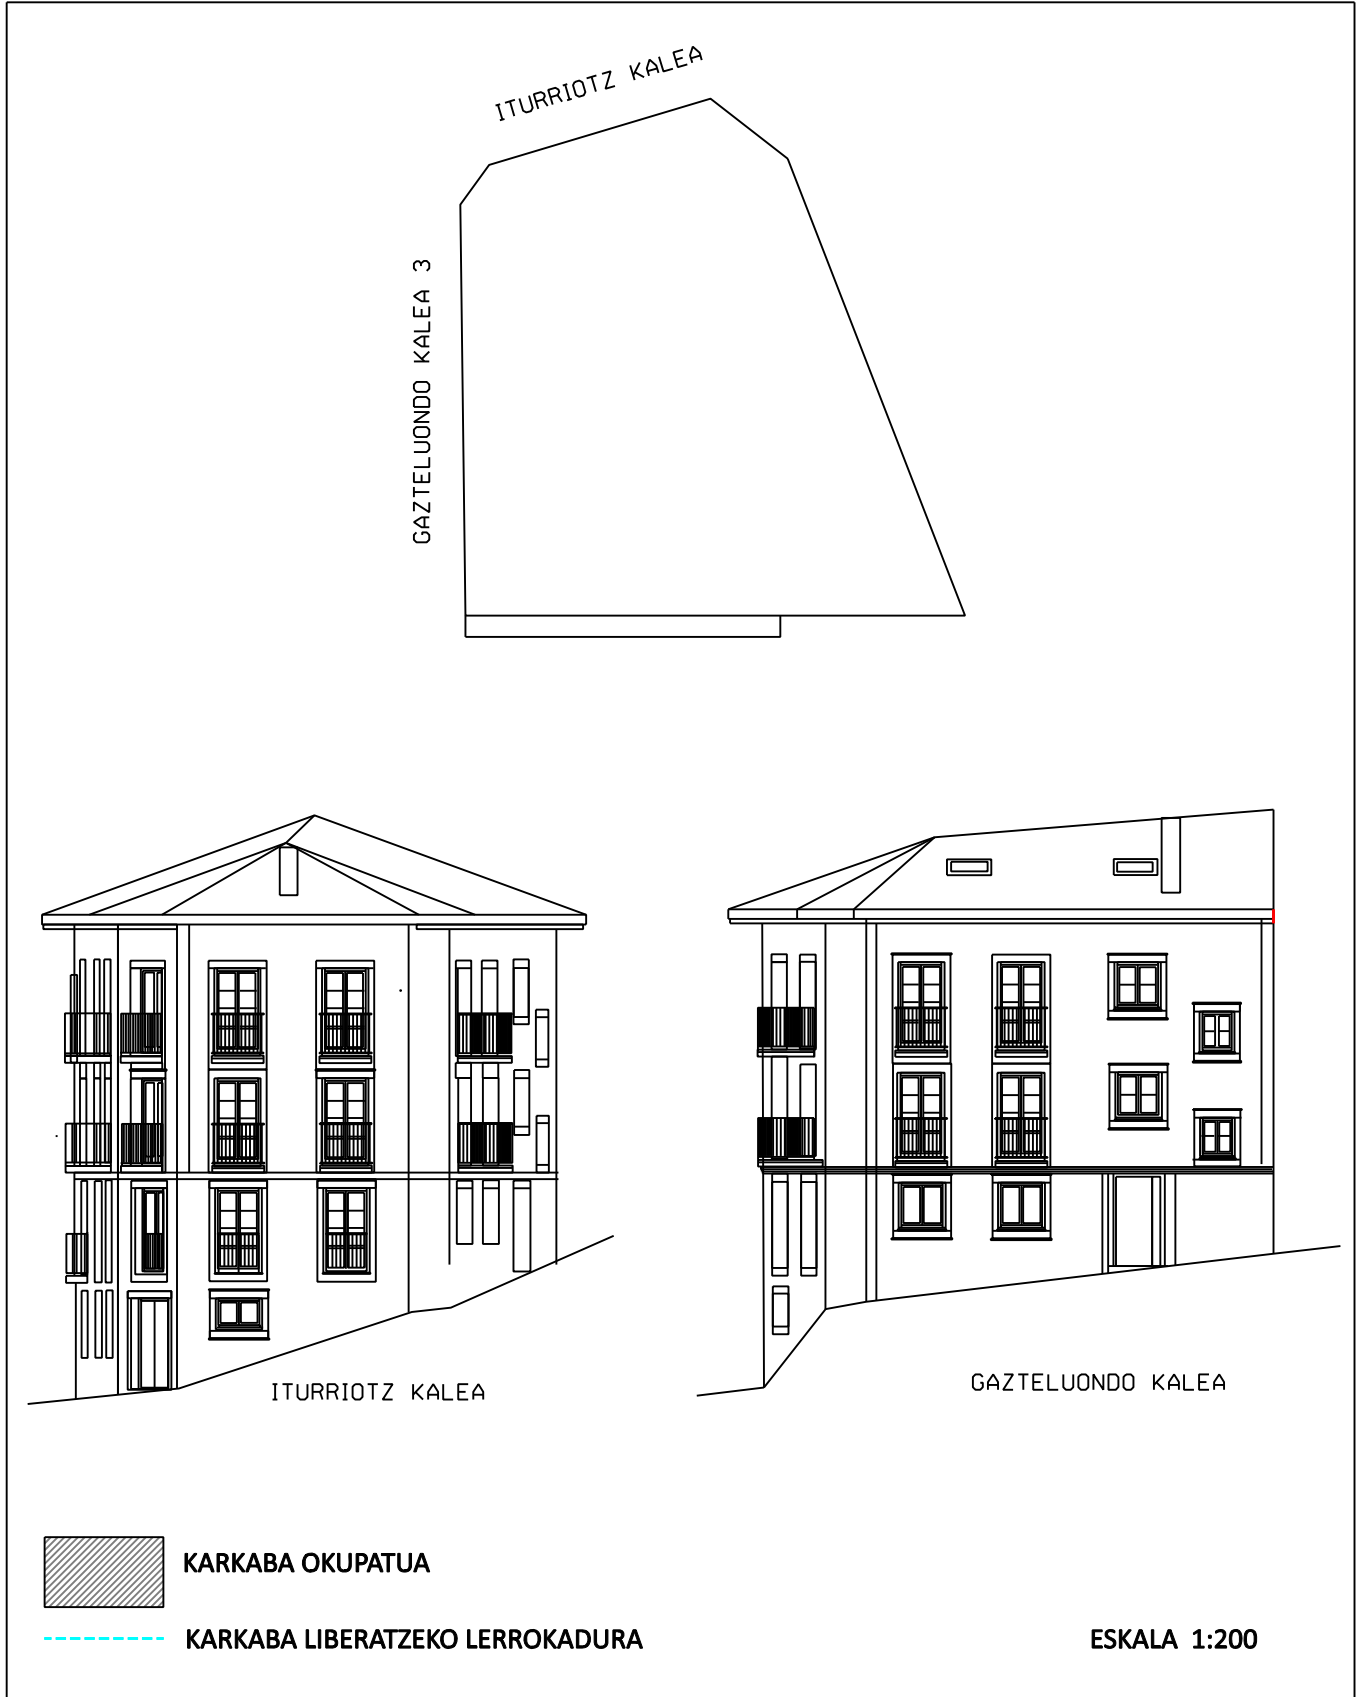 ITURRIOTZ KALEA
GAZTELUONDO KALEA 3
ITURRIOTZ KALEA
GAZTELUONDO KALEA
KARKABA OKUPATUA
KARKABA LIBERATZEKO LERROKADURA
ESKALA 1:200